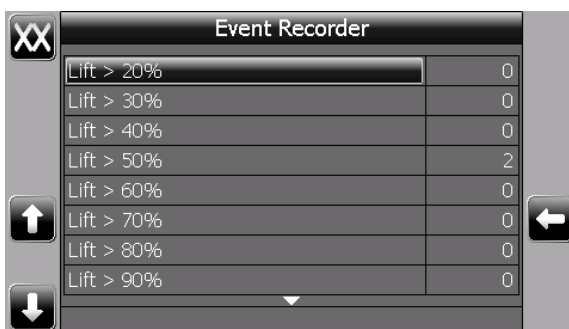 XX
Event Recorder
Lift > 20% 0
Lift > 30% 0
Lift > 40% 0
Lift > 50% 2
Lift > 60% 0
Lift > 70% 0
Lift > 80% 0
Lift > 90% 0